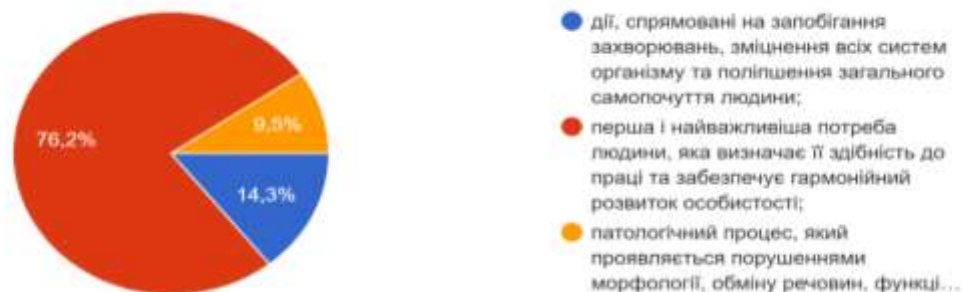 76,2%
9,5%
14,3%
дії, спрямовані на запобігання
захворювань, зміцнення всіх систем
організму та поліпшення загального
самопочуття людини;
перша і найважливіша потреба
людини, яка визначає її здібність до
праці та забезпечує гармонійний
розвиток особистості;
патологічний процес, який
проявляється порушеннями
морфології, обміну речовин, функці...